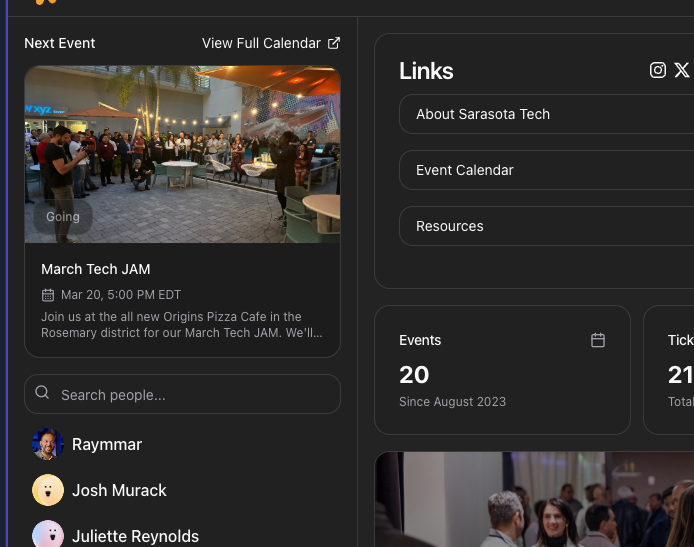 Next Event
View Full Calendar
wxyz
Going
March Tech JAM
Mar 20, 5:00 PM EDT
Join us at the all new Origins Pizza Cafe in the
Rosemary district for our March Tech JAM. We'll...
Search people...
Raymmar
Josh Murack
Juliette Reynolds
Links
About Sarasota Tech
Event Calendar
Resources
Events
20
Since August 2023
Tick
21
Total